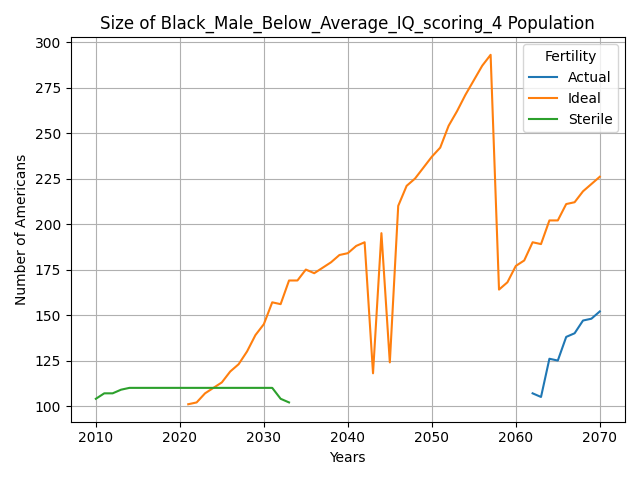 Size of Black_Male_Below_Average_IQ_scoring_4 Population
300
275
250
225
200
175
150
125
100
Number of Americans
Fertility
Actual
Ideal
Sterile
2010 2020 2030 2040 2050 2060 2070
Years